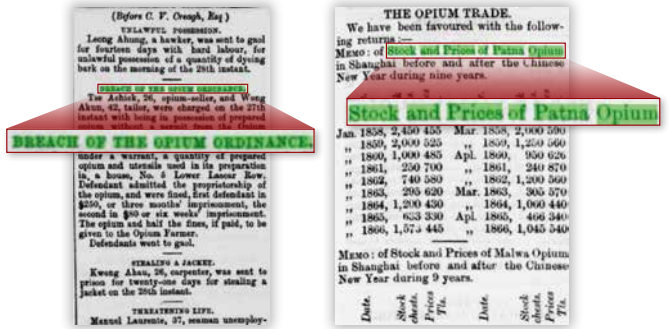 (Before C. V. Creagh, Esq)
UNLAWFUL POSSESSION.
Leong Ahung, a hawker, was sent to gaol
for fourteen days with hard labour, for
unlawful possession of a quantity of dyeing
bark on the morning of the 28th instant.
BREACH OF THE OPIUM ORDINANCE.
Tse Achick, 26, opium-seller, and Wong
Akun, 42, tailor, were charged on the 27th
instant with being in possession of prepared
opium without a permit from the Opium
BREACH OF THE OPIUM ORDINANCE.
under a warrant, a quantity of prepared
opium and utensils used in its preparation
in a house, No. 5 Lower Lascar Row.
Defendant admitted the proprietorship of
the opium, and were fined, first defendant in
$250, or three months' imprisonment, the
second in $80 or six weeks' imprisonment.
The opium and half the fines, if paid, to be
given to the Opium Farmer.
Defendants went to gaol.
STEALING A JACKET.
Kwong Ahau, 26, carpenter, was sent to
prison for twenty-one days for stealing a
jacket on the 28th instant.
THREATENING LIFE.
Manuel Laurente, 37, seaman unemploy-
THE OPIUM TRADE.
We have been favoured with the follow-
ing returns:—
MEMO: of Stock and Prices of Patna Opium
in Shanghai before and after the Chinese
New Year during nine years.
Stock and Prices of Patna Opium
Jan. 1858, 2,450 455 Mar. 1858, 2,000 590
„ 1859, 2,000 525 „ 1859, 1,250 560
„ 1860, 1,000 485 Apl. 1860, 950 626
„ 1861, 250 700 „ 1861, 240 870
„ 1862, 740 580 „ 1862, 1,200 560
„ 1863, 295 620 Mar. 1863, 305 570
„ 1864, 1,200 430 „ 1864, 1,060 440
„ 1865, 633 330 Apl. 1865, 466 340
„ 1866, 1,575 445 „ 1866, 1,045 540
MEMO: of Stock and Prices of Malwa Opium
in Shanghai before and after the Chinese
New Year during 9 years.
Date. Stock chests. Prices Tls. Date. Stock chests. Prices Tls.